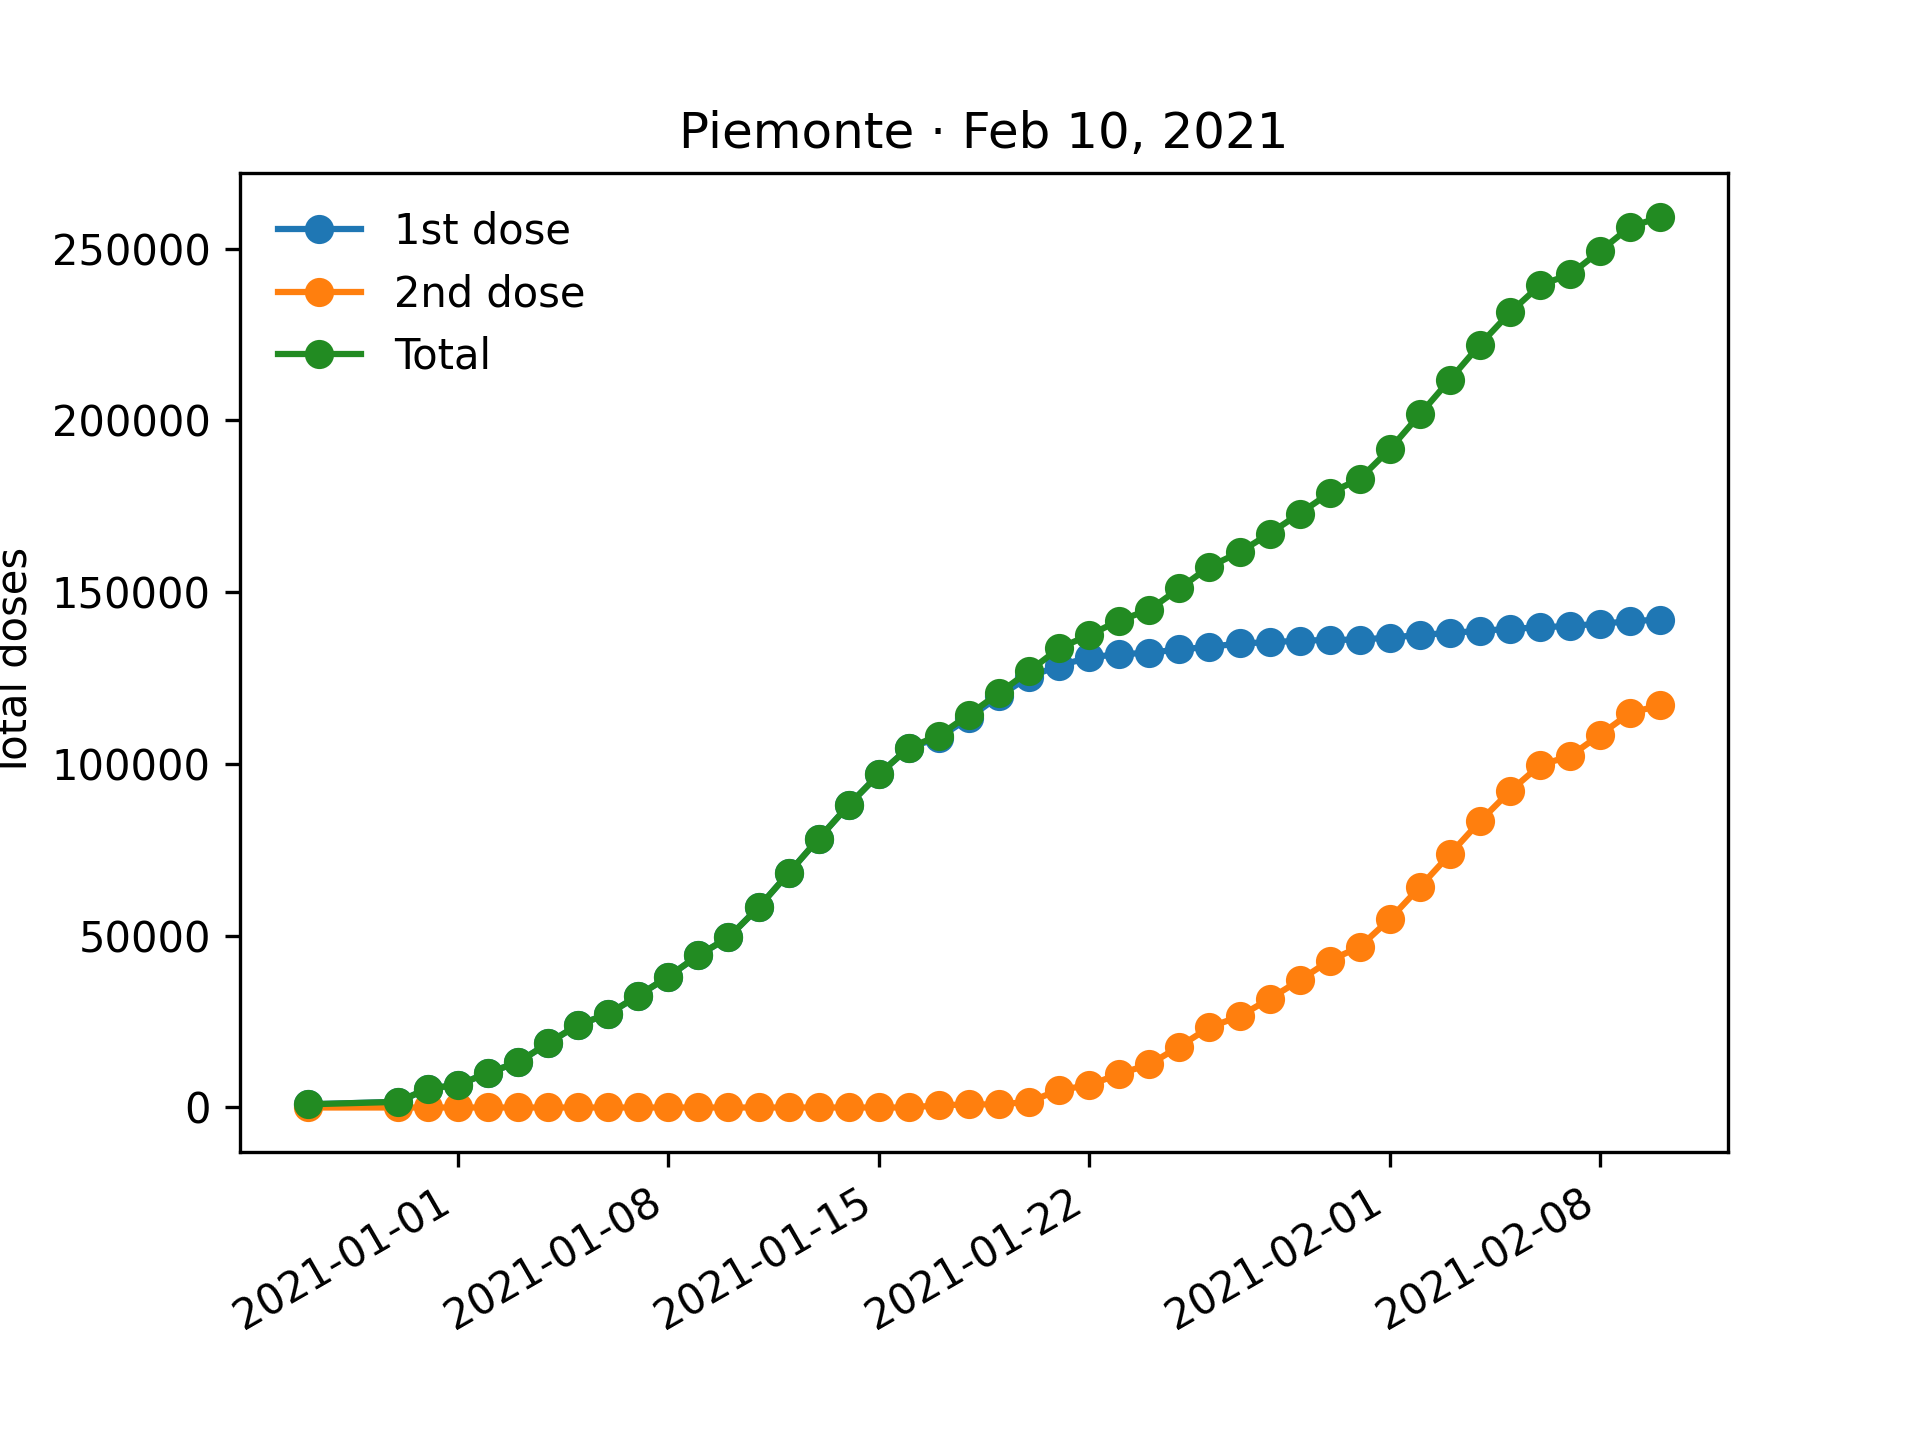 Piemonte · Feb 10, 2021
1st dose
2nd dose
Total
Total doses
250000
200000
150000
100000
50000
0
2021-01-01
2021-01-08
2021-01-15
2021-01-22
2021-02-01
2021-02-08